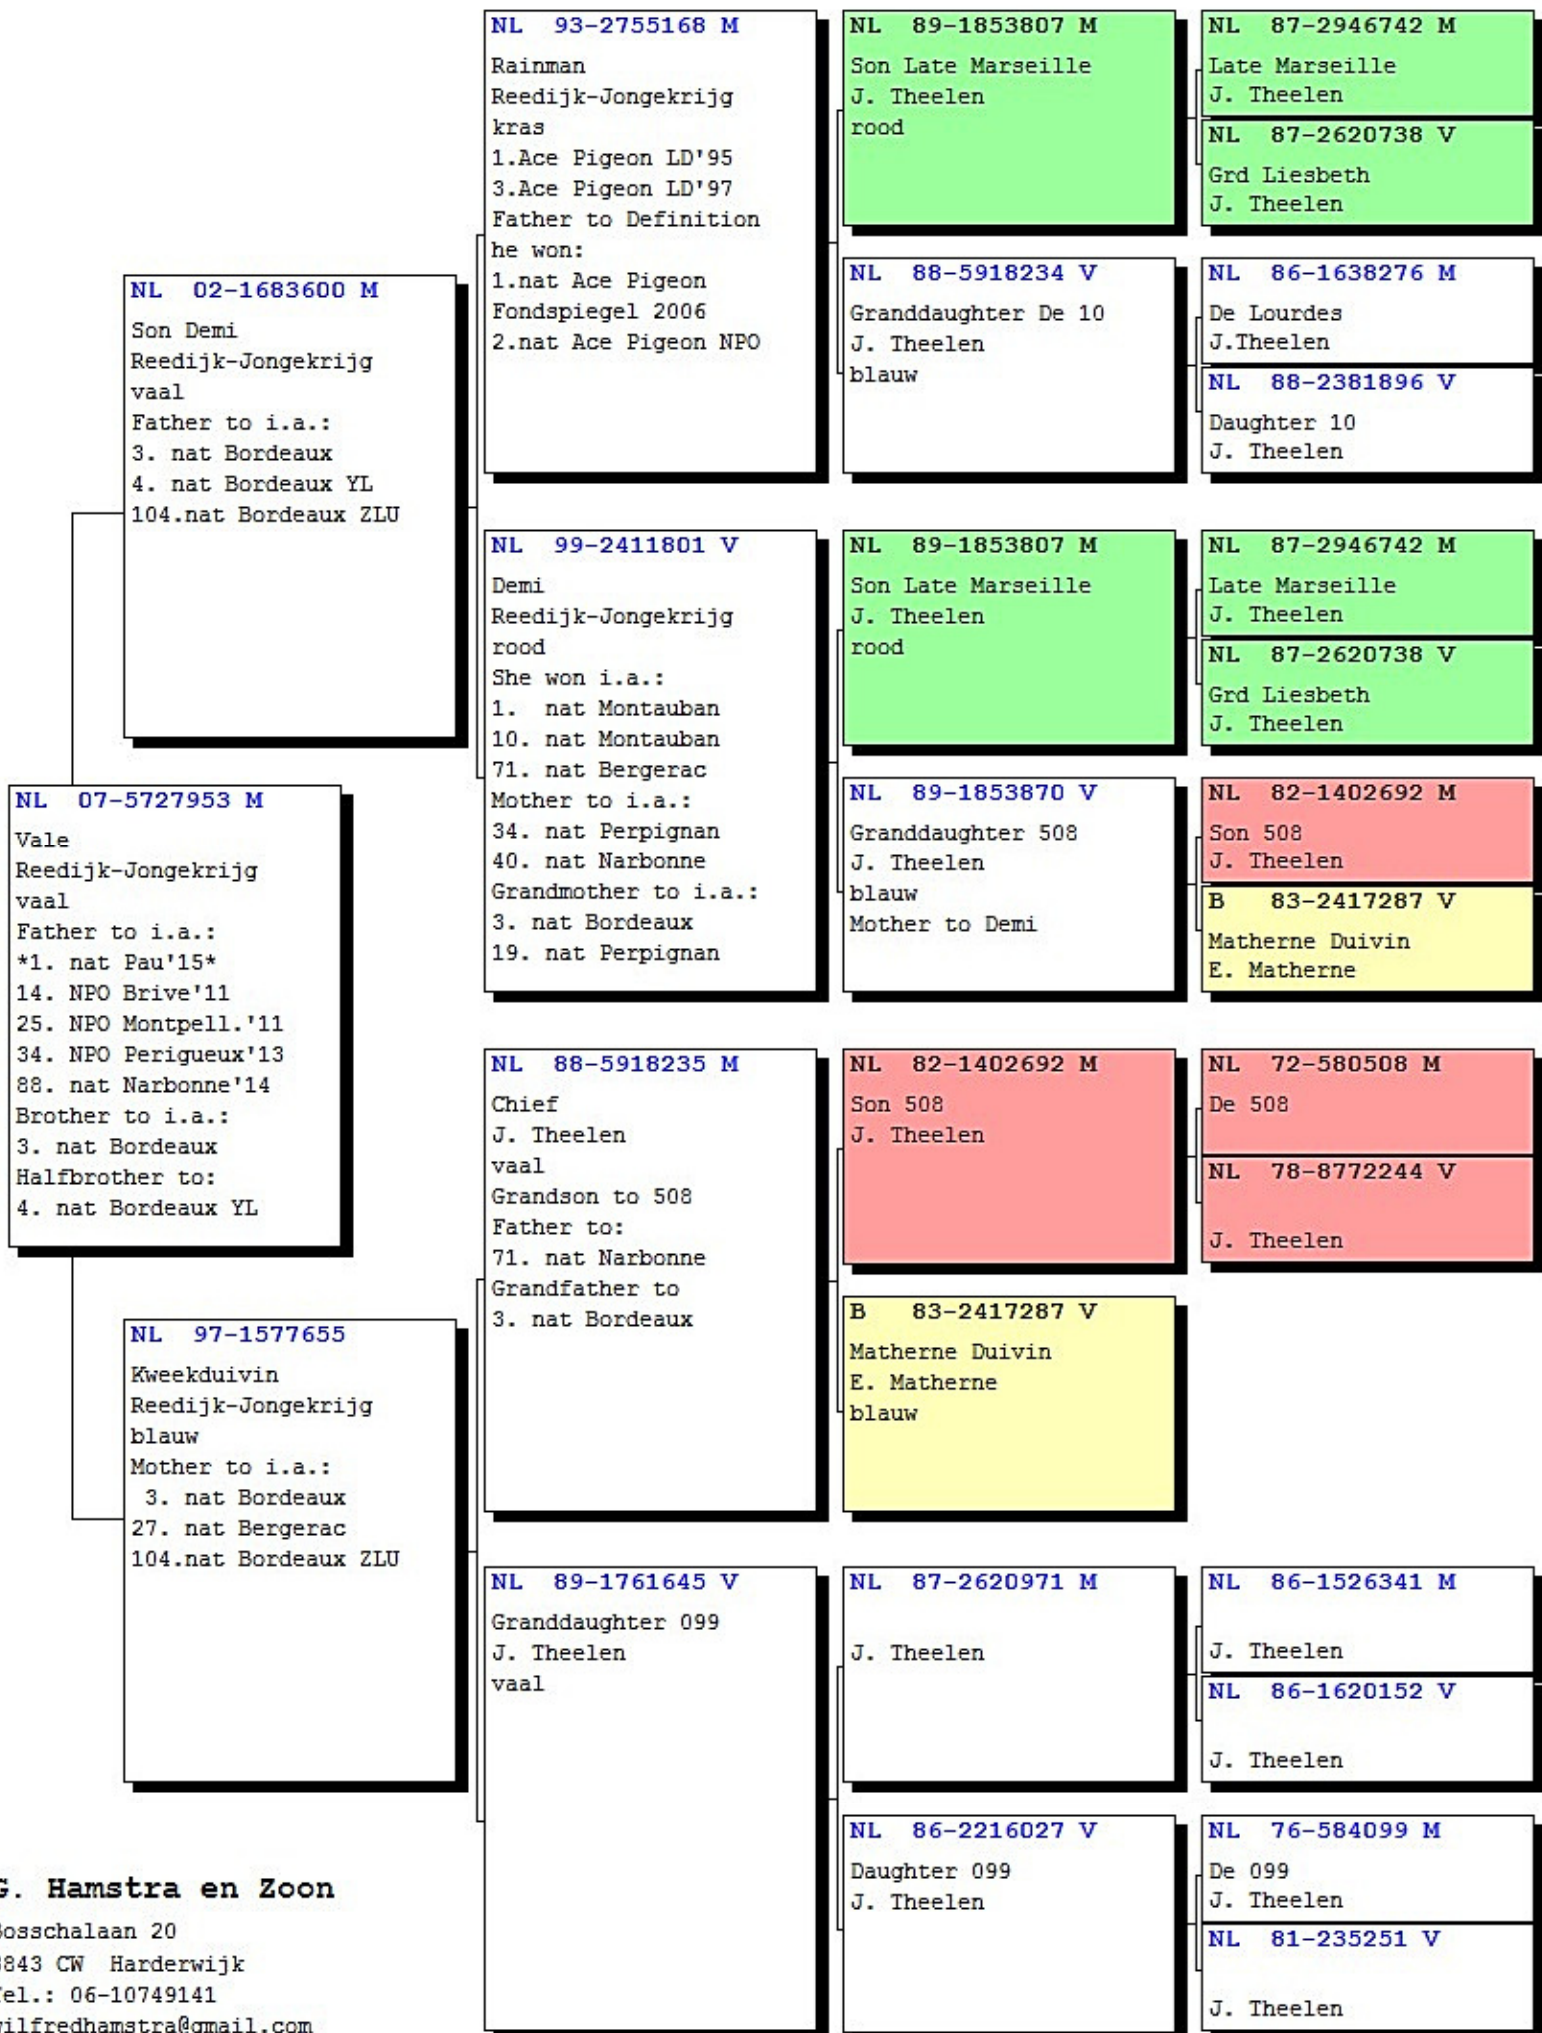 NL 07-5727953 M
Vale
Reedijk-Jongekrijg
vaal
Father to i.a.:
*1. nat Pau'15*
14. NPO Brive'11
25. NPO Montpell.'11
34. NPO Perigueux'13
88. nat Narbonne'14
Brother to i.a.:
3. nat Bordeaux
Halfbrother to:
4. nat Bordeaux YL
NL 02-1683600 M
Son Demi
Reedijk-Jongekrijg
vaal
Father to i.a.:
3. nat Bordeaux
4. nat Bordeaux YL
104.nat Bordeaux ZLU
NL 97-1577655
Kweekduivin
Reedijk-Jongekrijg
blauw
Mother to i.a.:
3. nat Bordeaux
27. nat Bergerac
104.nat Bordeaux ZLU
NL 93-2755168 M
Rainman
Reedijk-Jongekrijg
kras
1.Ace Pigeon LD'95
3.Ace Pigeon LD'97
Father to Definition
he won:
1.nat Ace Pigeon
Fondspiegel 2006
2.nat Ace Pigeon NPO
NL 99-2411801 V
Demi
Reedijk-Jongekrijg
rood
She won i.a.:
1. nat Montauban
10. nat Montauban
71. nat Bergerac
Mother to i.a.:
34. nat Perpignan
40. nat Narbonne
Grandmother to i.a.:
3. nat Bordeaux
19. nat Perpignan
NL 88-5918235 M
Chief
J. Theelen
vaal
Grandson to 508
Father to:
71. nat Narbonne
Grandfather to
3. nat Bordeaux
NL 89-1761645 V
Granddaughter 099
J. Theelen
vaal
NL 89-1853807 M
Son Late Marseille
J. Theelen
rood
NL 88-5918234 V
Granddaughter De 10
J. Theelen
blauw
NL 89-1853807 M
Son Late Marseille
J. Theelen
rood
NL 89-1853870 V
Granddaughter 508
J. Theelen
blauw
Mother to Demi
NL 82-1402692 M
Son 508
J. Theelen
B 83-2417287 V
Matherne Duivin
E. Matherne
blauw
NL 87-2620971 M
J. Theelen
NL 86-2216027 V
Daughter 099
J. Theelen
NL 87-2946742 M
Late Marseille
J. Theelen
NL 87-2620738 V
Grd Liesbeth
J. Theelen
NL 86-1638276 M
De Lourdes
J.Theelen
NL 88-2381896 V
Daughter 10
J. Theelen
NL 87-2946742 M
Late Marseille
J. Theelen
NL 87-2620738 V
Grd Liesbeth
J. Theelen
NL 82-1402692 M
Son 508
J. Theelen
B 83-2417287 V
Matherne Duivin
E. Matherne
NL 72-580508 M
De 508
NL 78-8772244 V
J. Theelen
NL 86-1526341 M
J. Theelen
NL 86-1620152 V
J. Theelen
NL 76-584099 M
De 099
J. Theelen
NL 81-235251 V
J. Theelen
G. Hamstra en Zoon
Bosschalaan 20
3843 CW Harderwijk
Tel.: 06-10749141
wilfredhamstra@gmail.com